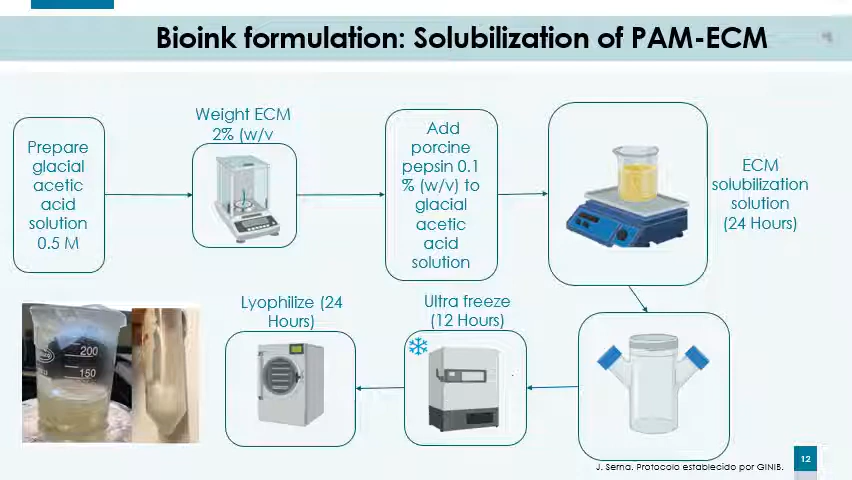 Bioink formulation: Solubilization of PAM-ECM
Prepare
glacial
acetic
acid
solution
0.5 M
Weight ECM
2% (w/v
Add
porcine
pepsin 0.1
% (w/v) to
glacial
acetic
acid
solution
ECM
solubilization
solution
(24 Hours)
Ultra freeze
(12 Hours)
Lyophilize (24
Hours)
200
150
J. Serna. Protocolo establecido por GINIB.
12